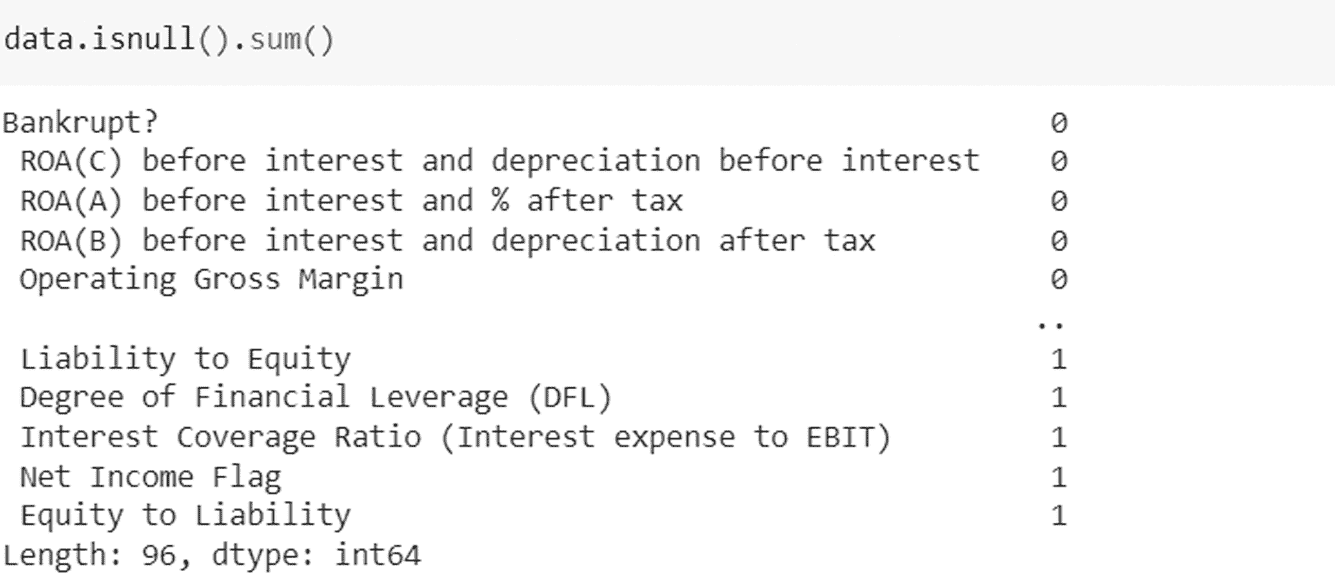 data.isnull().sum()
Bankrupt? 0
ROA(C) before interest and depreciation before interest 0
ROA(A) before interest and % after tax 0
ROA(B) before interest and depreciation after tax 0
Operating Gross Margin 0
..
Liability to Equity 1
Degree of Financial Leverage (DFL) 1
Interest Coverage Ratio (Interest expense to EBIT) 1
Net Income Flag 1
Equity to Liability 1
Length: 96, dtype: int64